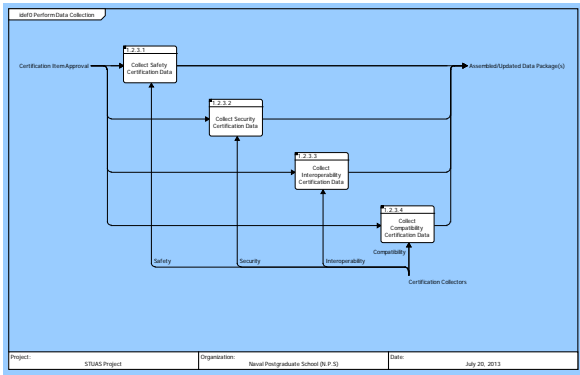 idef0 Perform Data Collection
1.2.3.1
Collect Safety
Certification Data
Certification Item Approval
Assembled/Updated Data Package(s)
1.2.3.2
Collect Security
Certification Data
1.2.3.3
Collect
Interoperability
Certification Data
1.2.3.4
Collect
Compatibility
Certification Data
Compatibility
Safety
Security
Interoperability
Certification Collectors
Project:
STUAS Project
Organization:
Naval Postgraduate School (N.P.S)
Date:
July 20, 2013